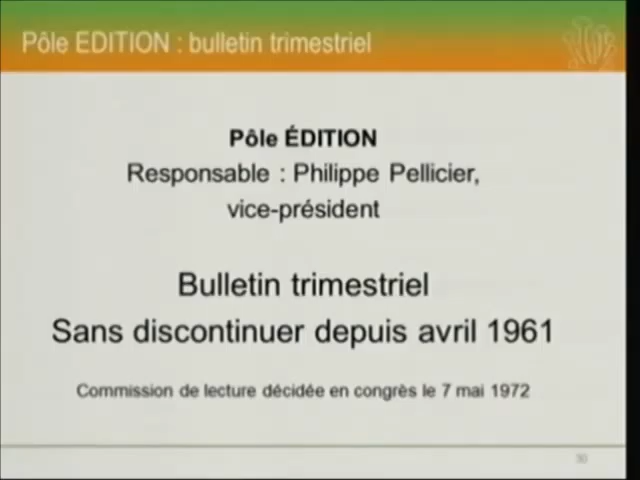 Pôle EDITION : bulletin trimestriel
Pôle ÉDITION
Responsable : Philippe Pellicier,
vice-président
Bulletin trimestriel
Sans discontinuer depuis avril 1961
Commission de lecture décidée en congrès le 7 mai 1972